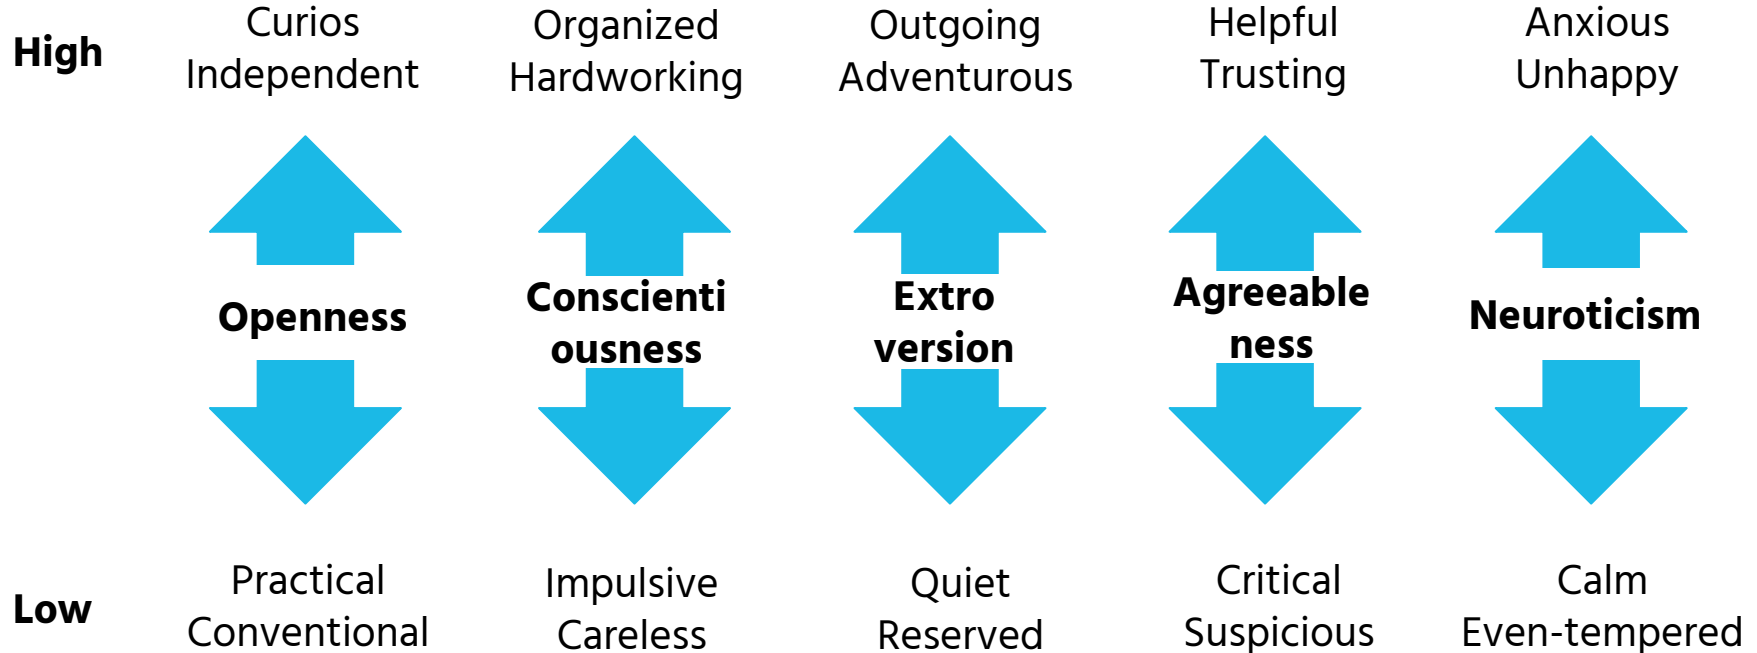 High
Curios
Independent
Organized
Hardworking
Outgoing
Adventurous
Helpful
Trusting
Anxious
Unhappy
Openness
Conscienti
ousness
Extro
version
Agreeable
ness
Neuroticism
Low
Practical
Conventional
Impulsive
Careless
Quiet
Reserved
Critical
Suspicious
Calm
Even-tempered